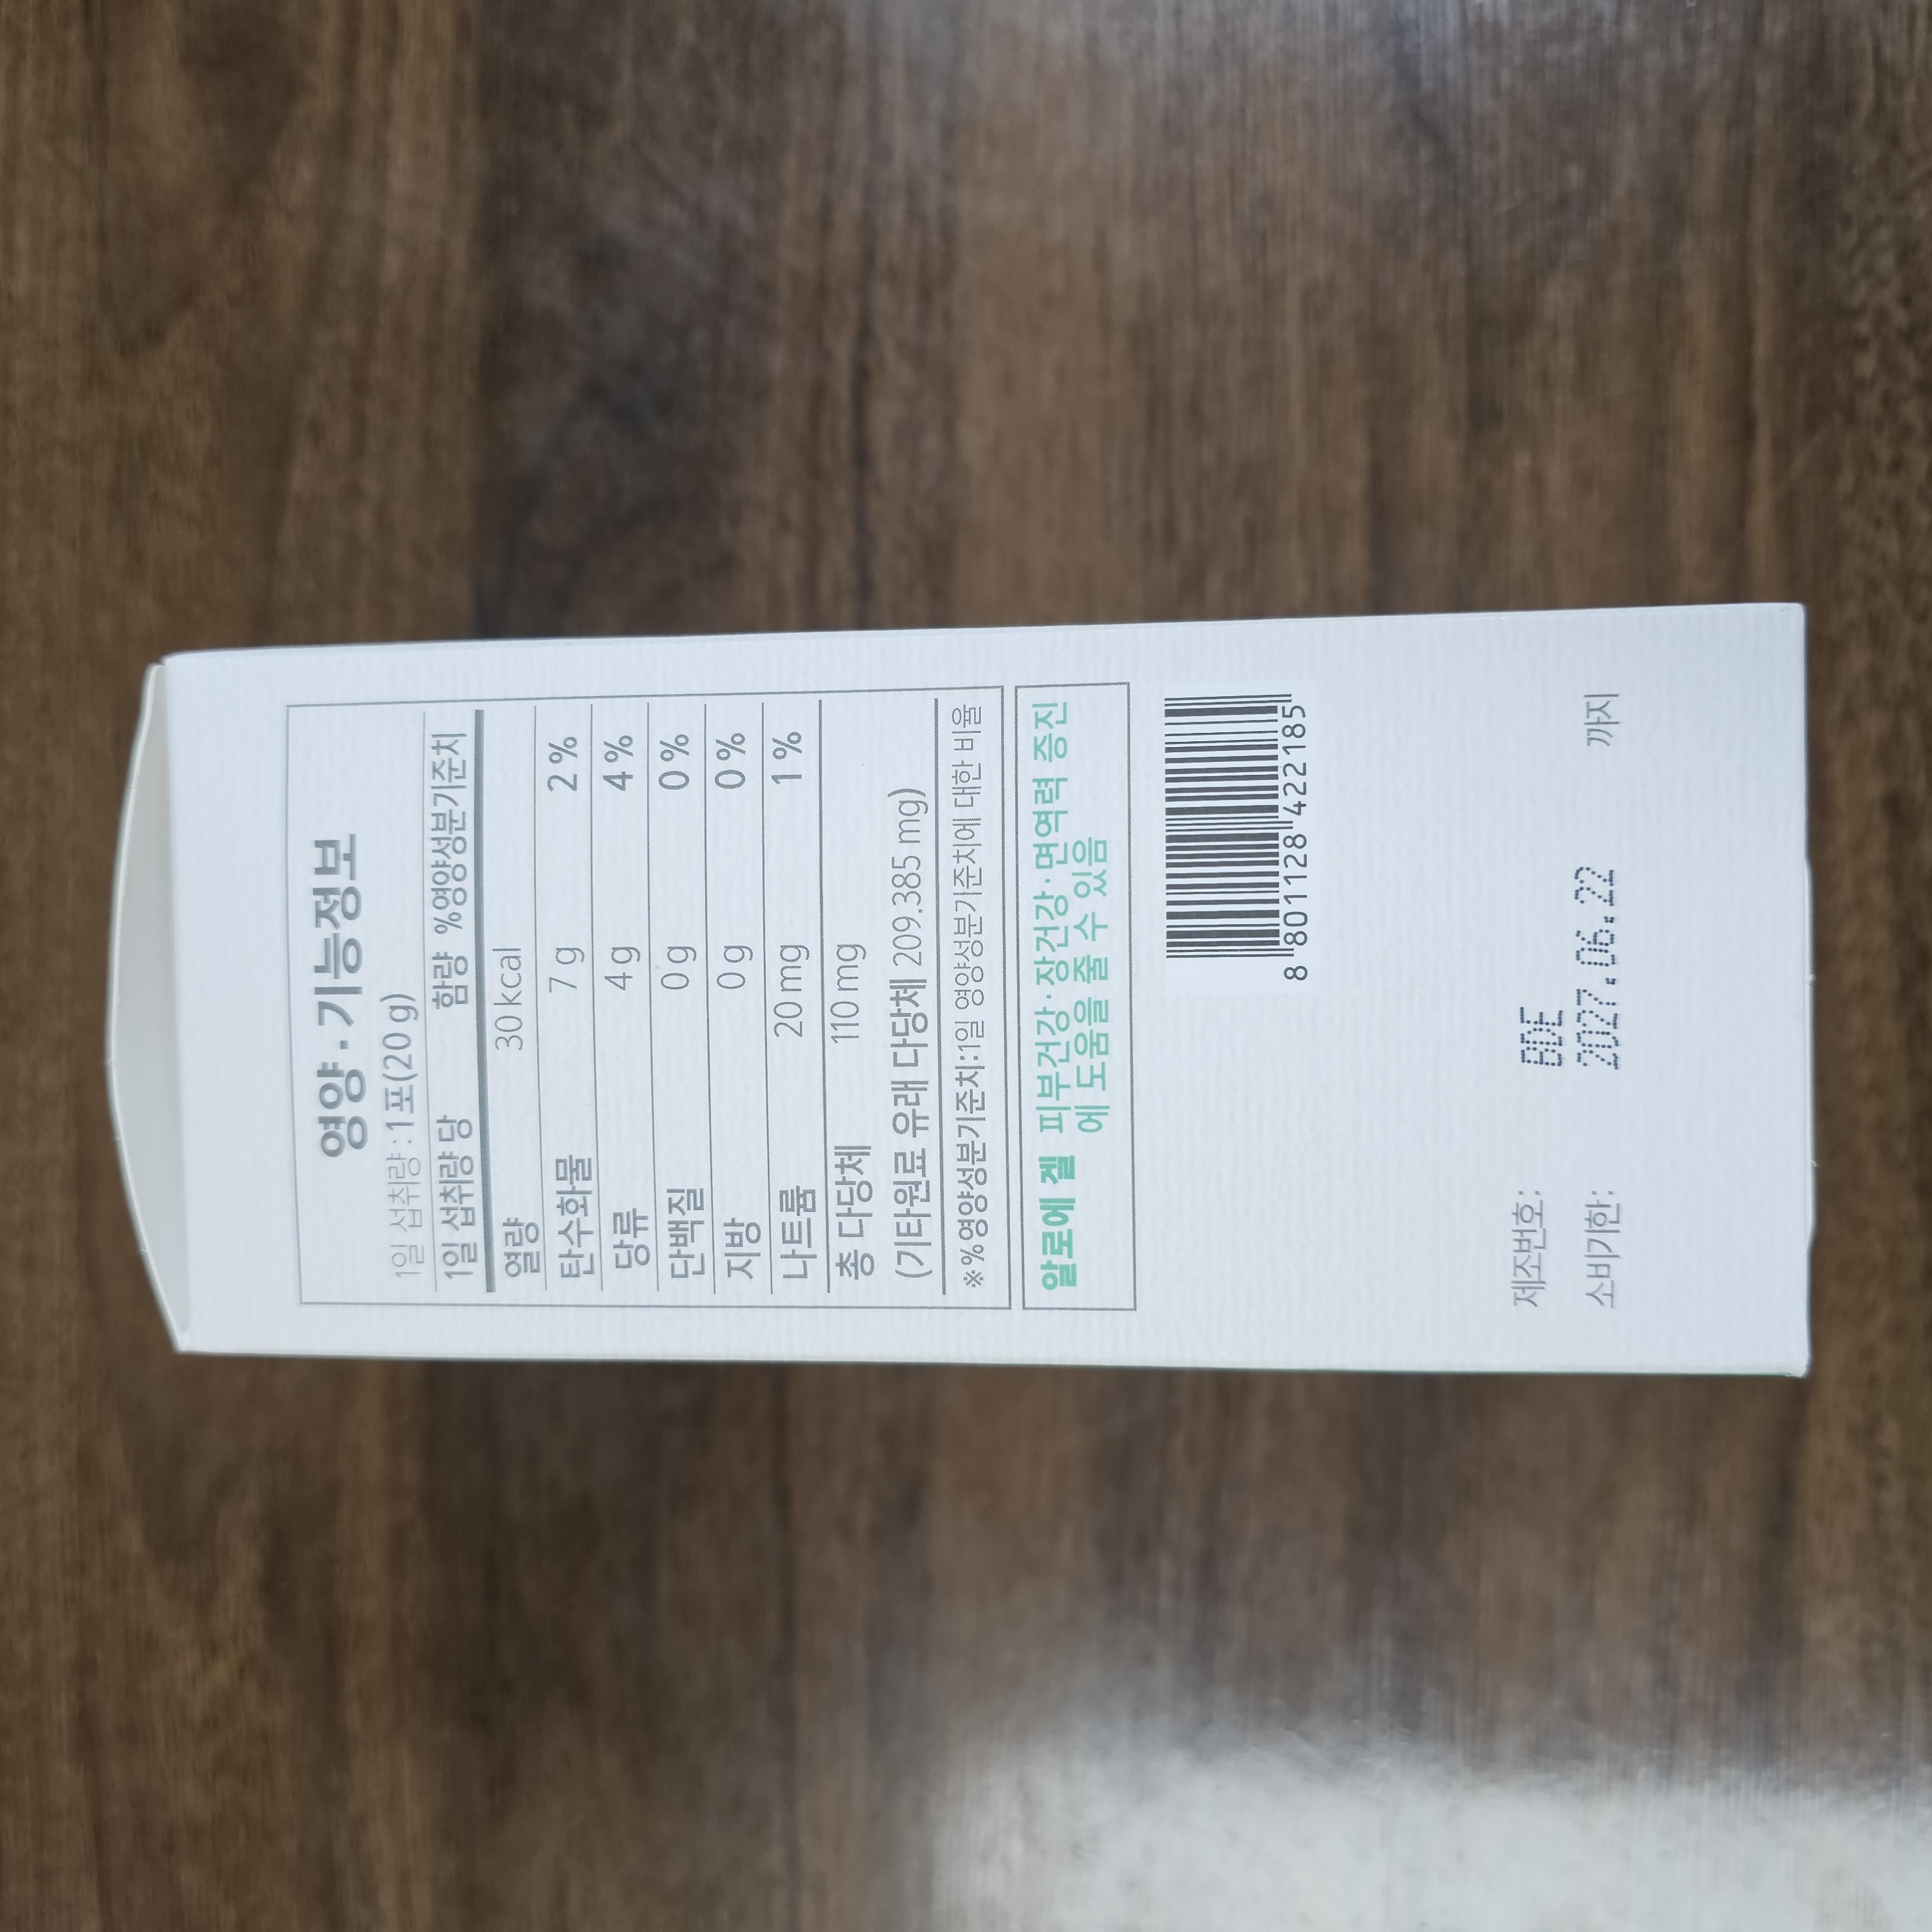 영양·기능정보
1일 섭취량 : 1포(20 g)
1일 섭취량 당 함량 %영양성분기준치
열량 30 kcal
탄수화물 7 g 2 %
당류 4 g 4 %
단백질 0 g 0 %
지방 0 g 0 %
나트륨 20 mg 1 %
총 다당체 110 mg
(기타원료 유래 다당체 209.385 mg)
※%영양성분기준치:1일 영양성분기준치에 대한 비율
알로에 겔 피부건강·장건강·면역력 증진
에 도움을 줄 수 있음
8 801128 422185
제조번호: BDE
소비기한: 2027.06.22 까지